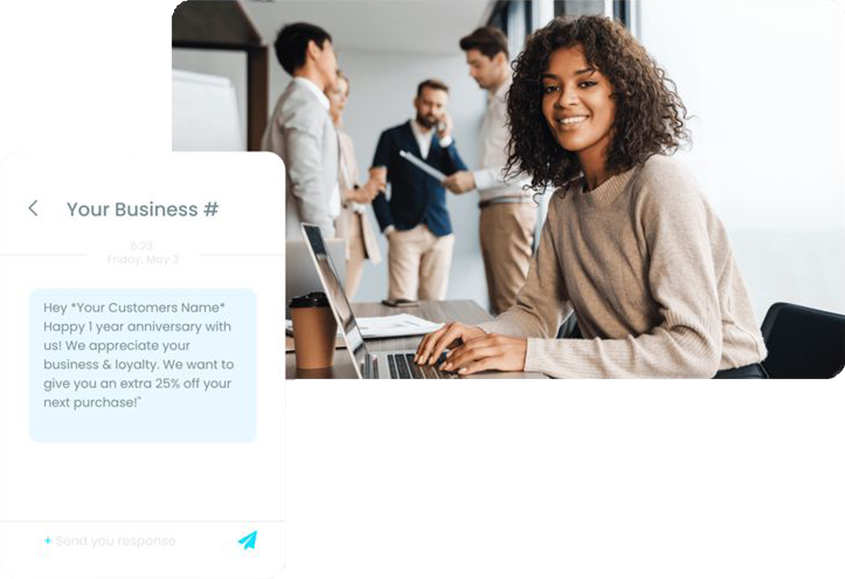 Your Business #
6:23
Friday, May 3
Hey *Your Customers Name*
Happy 1 year anniversary with
us! We appreciate your
business & loyalty. We want to
give you an extra 25% off your
next purchase!"
+ Send you response